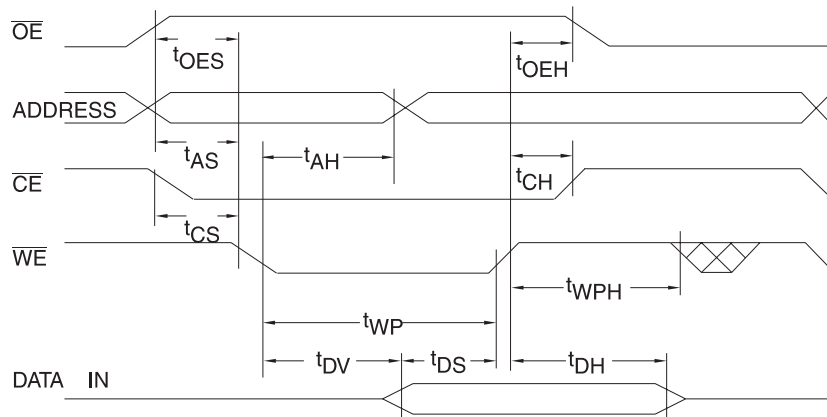 OE
tOES
tOEH
ADDRESS
tAS
tAH
CE
tCH
tCS
WE
tWPH
tWP
tDV
tDS
tDH
DATA IN